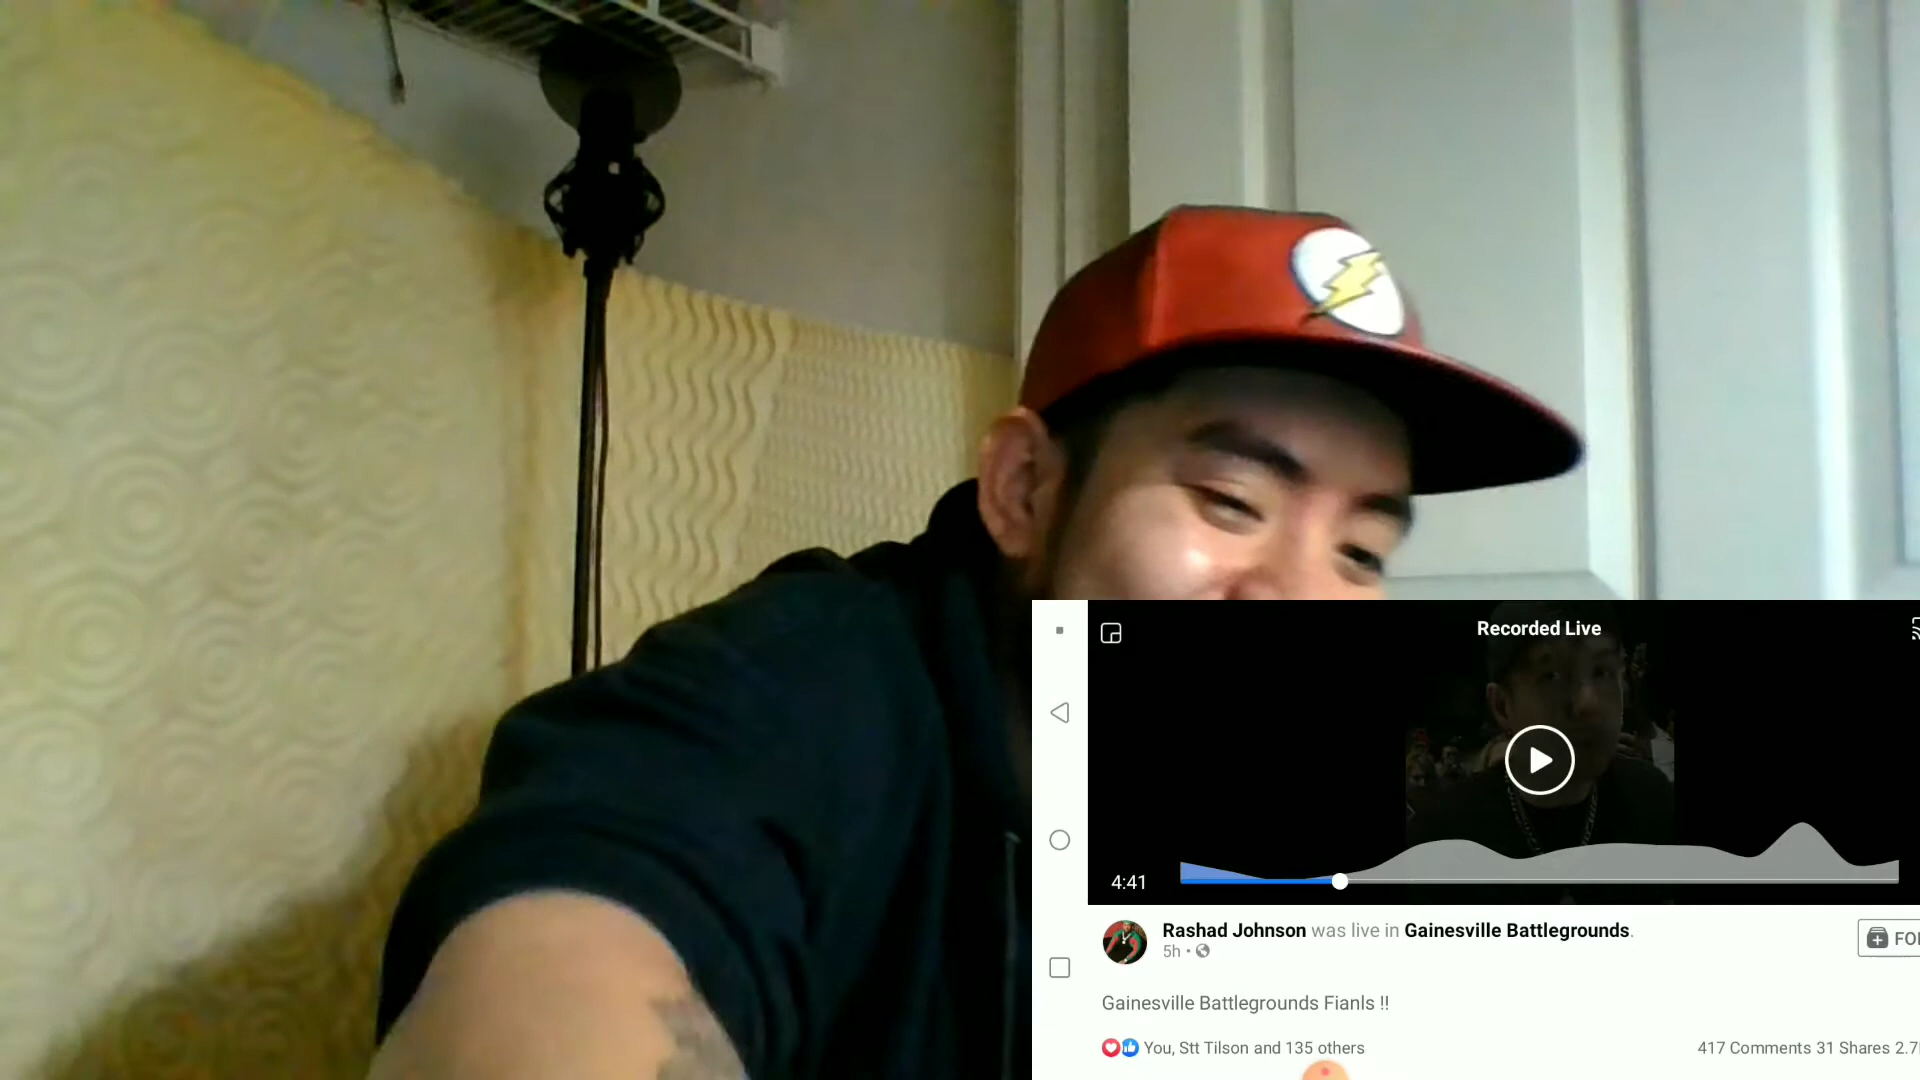 Recorded Live
4:41
Rashad Johnson was live in Gainesville Battlegrounds.
5h
Gainesville Battlegrounds Fianls !!
You, Stt Tilson and 135 others
417 Comments 31 Shares